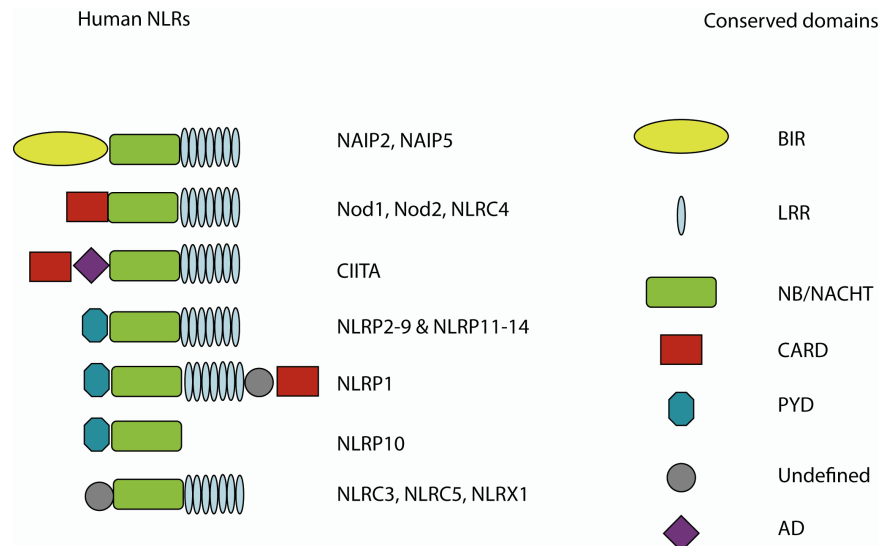 Human NLRs
Conserved domains
NAIP2, NAIP5
Nod1, Nod2, NLRC4
CIITA
NLRP2-9 & NLRP11-14
NLRP1
NLRP10
NLRC3, NLRC5, NLRX1
BIR
LRR
NB/NACHT
CARD
PYD
Undefined
AD